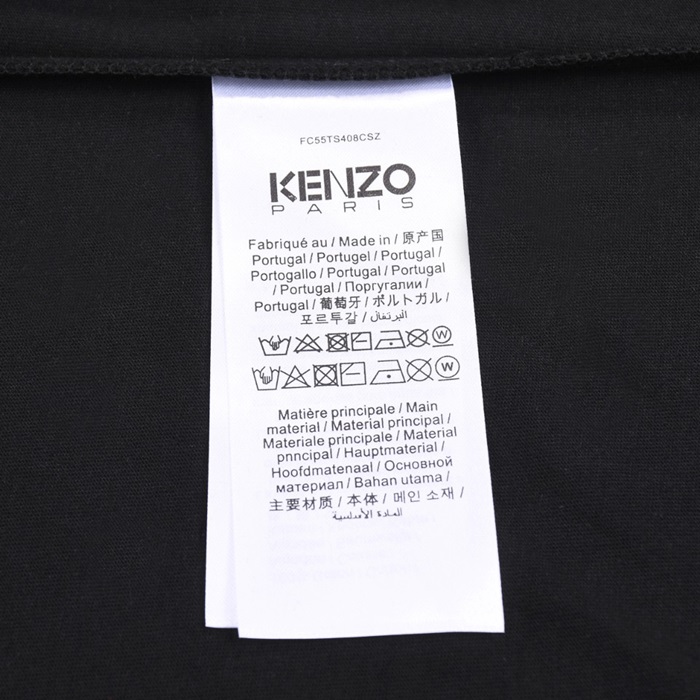 FC55TS408CSZ
KENZO
PARIS
Fabriqué au / Made in / 原产国
Portugal / Portugel / Portugal /
Portogallo / Portugal / Portugal
/ Portugal / Поргугалии /
Portugal / 葡萄牙 / ポルトガル /
포르투갈 / البرتغال
W
W
Matière principale / Main
material / Material principal /
Materiale principale / Material
pnncipal / Hauptmaterial /
Hoofdmatenaal / Основной
материал / Bahan utama /
主要材质 / 本体 / 메인 소재 /
المادة الأساسية